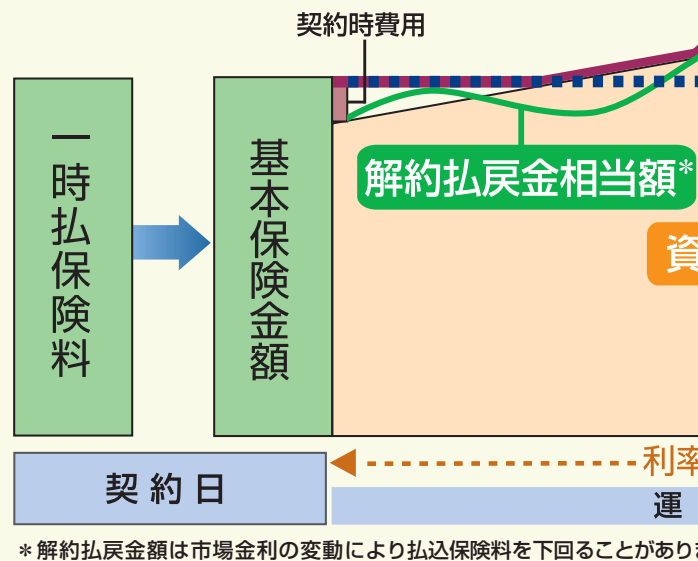 契約時費用
一時払保険料
基本保険金額
解約払戻金相当額*
資
契約日
利率
運
*解約払戻金額は市場金利の変動により払込保険料を下回ることがあり